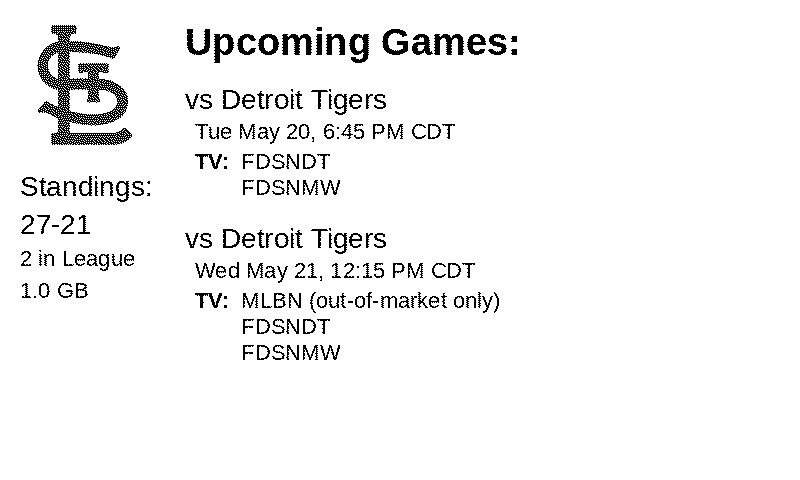 STL
Standings:
27-21
2 in League
1.0 GB
Upcoming Games:
vs Detroit Tigers
Tue May 20, 6:45 PM CDT
TV: FDSNDT
FDSNMW
vs Detroit Tigers
Wed May 21, 12:15 PM CDT
TV: MLBN (out-of-market only)
FDSNDT
FDSNMW